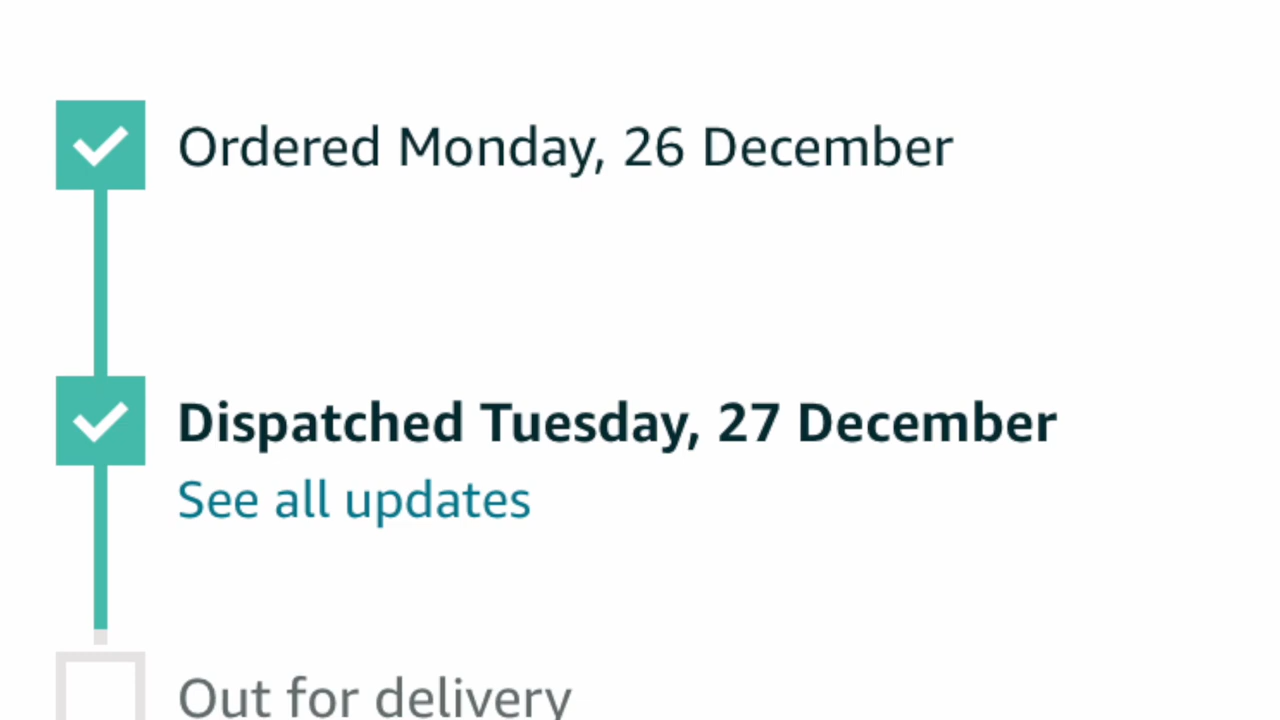 Ordered Monday, 26 December
Dispatched Tuesday, 27 December
See all updates
Out for delivery